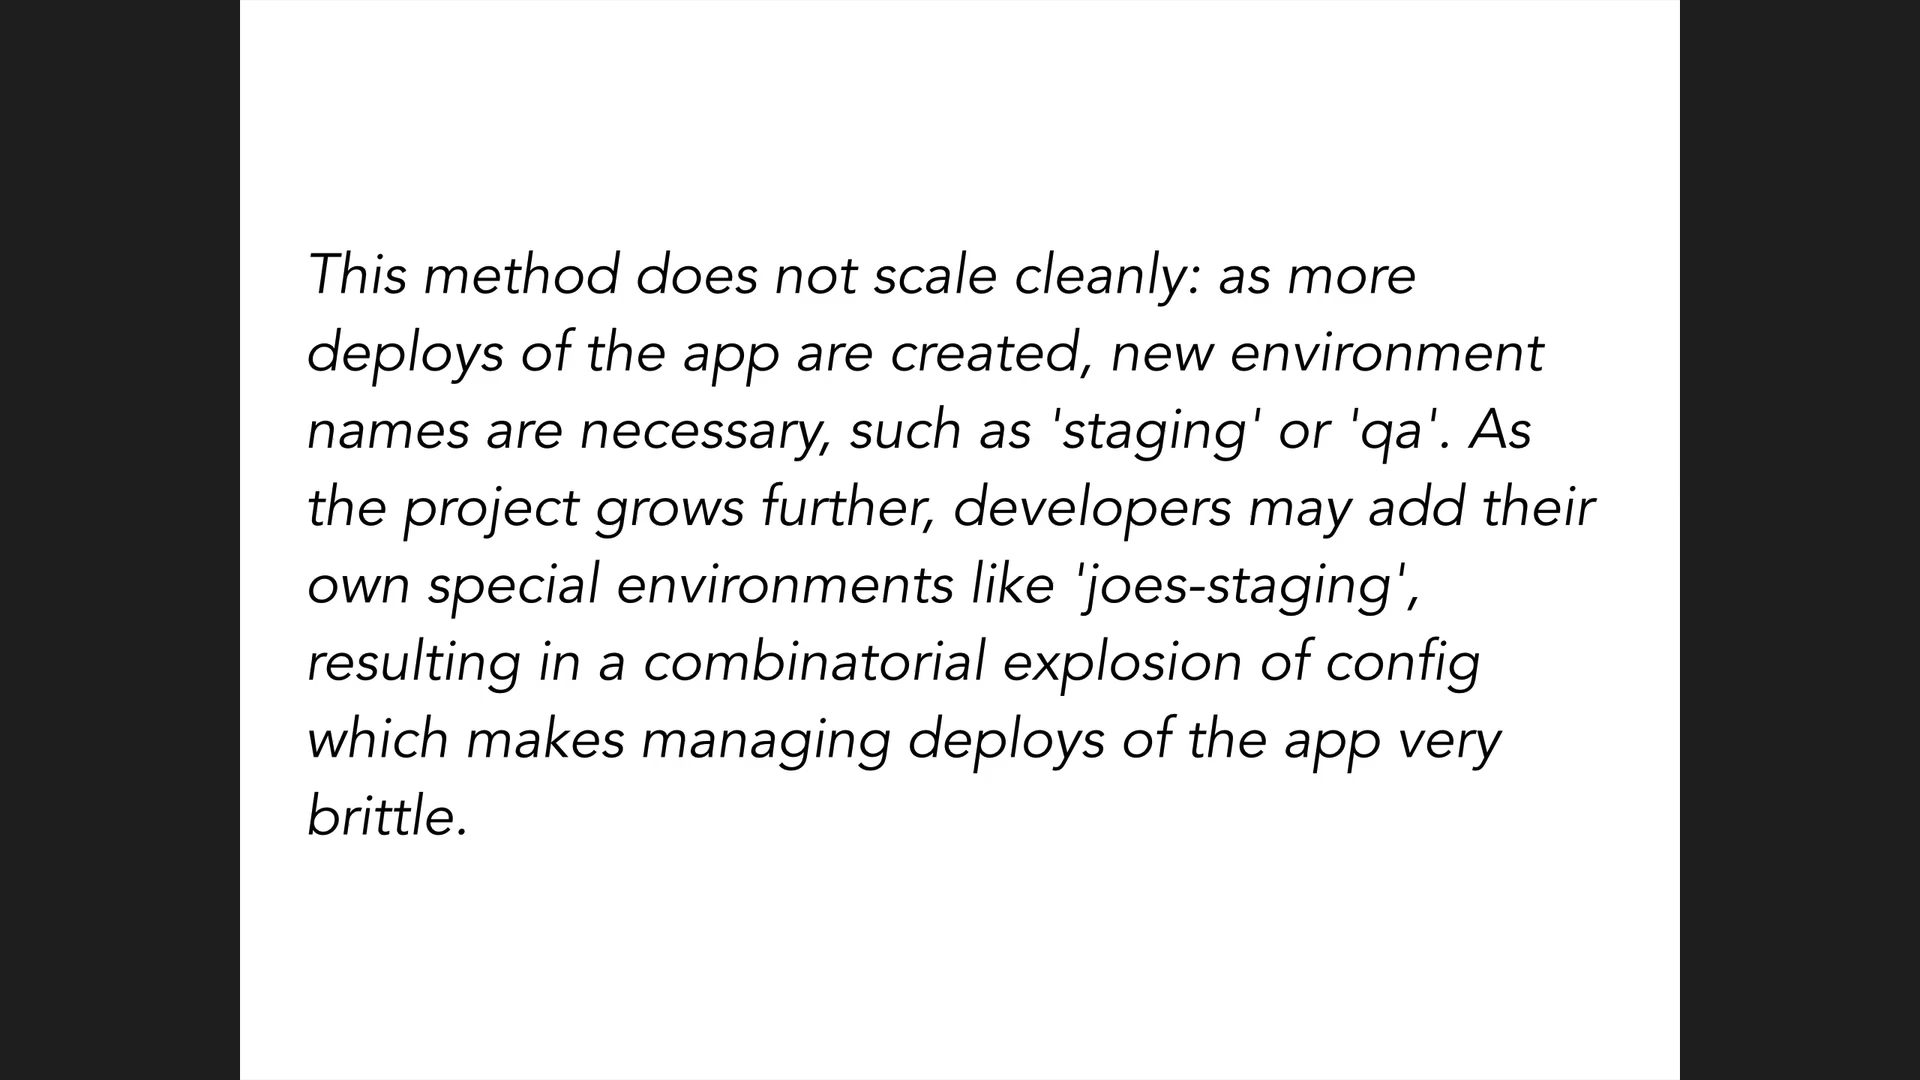 This method does not scale cleanly: as more
deploys of the app are created, new environment
names are necessary, such as 'staging' or 'qa'. As
the project grows further, developers may add their
own special environments like 'joes-staging',
resulting in a combinatorial explosion of config
which makes managing deploys of the app very
brittle.